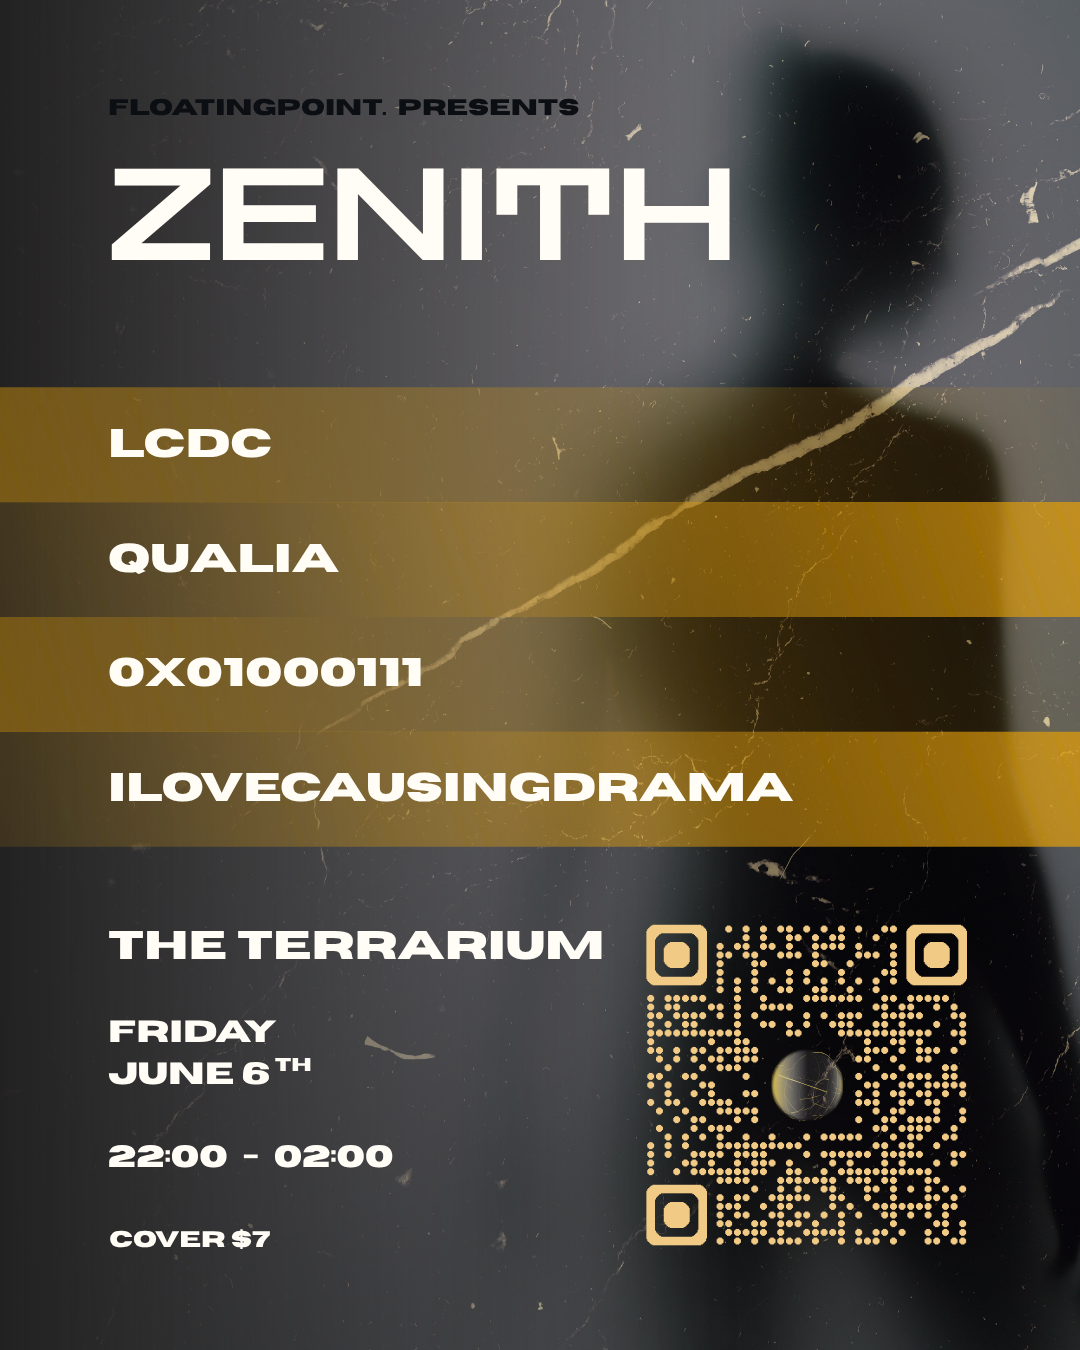 FLOATINGPOINT. PRESENTS
ZENITH
LCDC
QUALIA
0X01000111
ILOVECAUSINGDRAMA
THE TERRARIUM
FRIDAY
JUNE 6TH
22:00 - 02:00
COVER $7